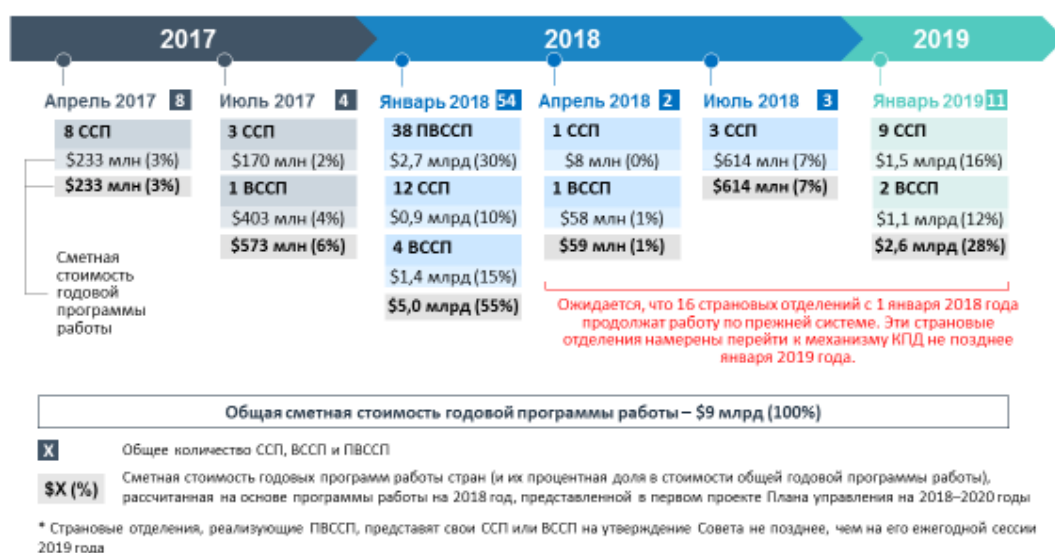 2017
2018
2019
Апрель 2017 8
8 ССП
$233 млн (3%)
$233 млн (3%)
Июль 2017 4
3 ССП
$170 млн (2%)
1 ВССП
$403 млн (4%)
$573 млн (6%)
Январь 2018 54
38 ПВССП
$2,7 млрд (30%)
12 ССП
$0,9 млрд (10%)
4 ВССП
$1,4 млрд (15%)
$5,0 млрд (55%)
Апрель 2018 2
1 ССП
$8 млн (0%)
1 ВССП
$58 млн (1%)
$59 млн (1%)
Июль 2018 3
3 ССП
$614 млн (7%)
$614 млн (7%)
Январь 2019 11
9 ССП
$1,5 млрд (16%)
2 ВССП
$1,1 млрд (12%)
$2,6 млрд (28%)
Сметная
стоимость
годовой
программы
работы
Ожидается, что 16 страновых отделений с 1 января 2018 года
продолжат работу по прежней системе. Эти страновые
отделения намерены перейти к механизму КПД не позднее
января 2019 года.
Общая сметная стоимость годовой программы работы – $9 млрд (100%)
X Общее количество ССП, ВССП и ПВССП
$X (%)
Сметная стоимость годовых программ работы стран (и их процентная доля в стоимости общей годовой программы работы),
рассчитанная на основе программы работы на 2018 год, представленной в первом проекте Плана управления на 2018–2020 годы
* Страновые отделения, реализующие ПВССП, представят свои ССП или ВССП на утверждение Совета не позднее, чем на его ежегодной сессии
2019 года